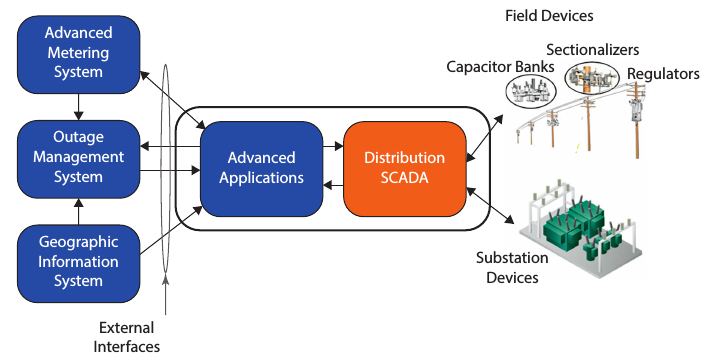 Field Devices
Advanced
Metering
System
Sectionalizers
Capacitor Banks
Regulators
Outage
Management
System
Advanced
Applications
Distribution
SCADA
Geographic
Information
System
Substation
Devices
External
Interfaces